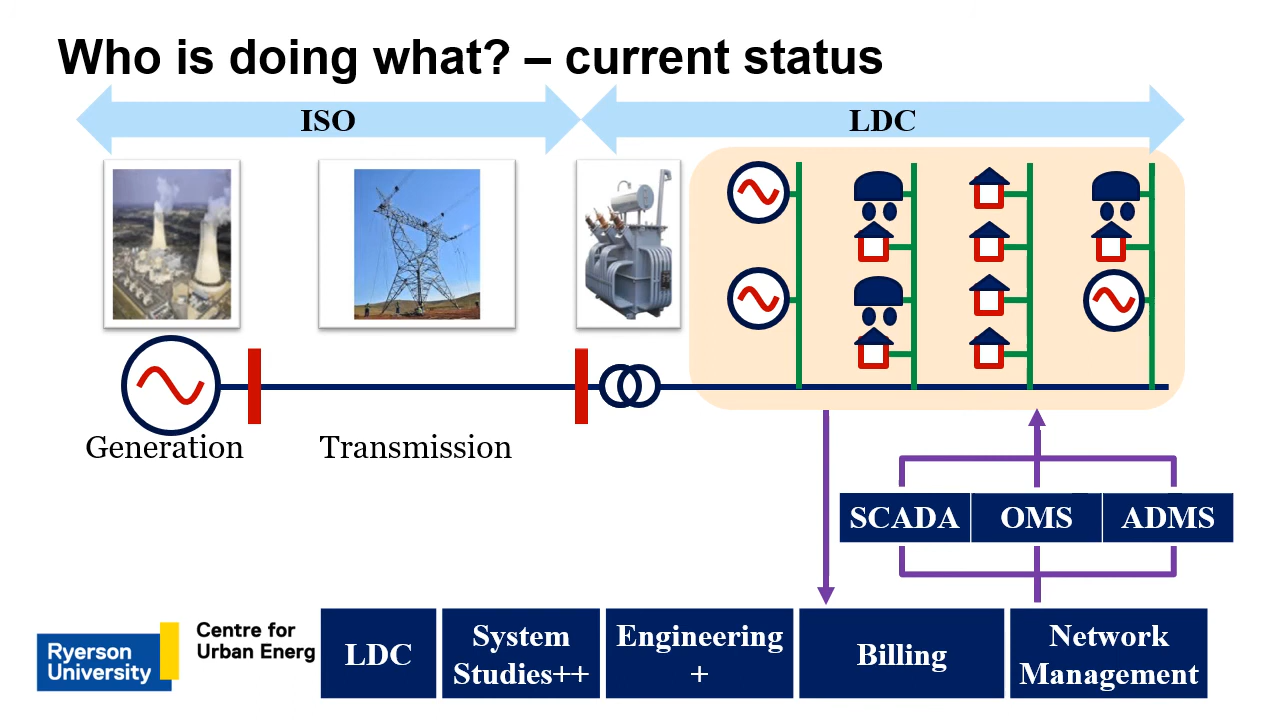 Who is doing what? – current status
ISO
LDC
Generation
Transmission
SCADA
OMS
ADMS
Ryerson
University
Centre for
Urban Energ
LDC
System
Studies++
Engineering
+
Billing
Network
Management